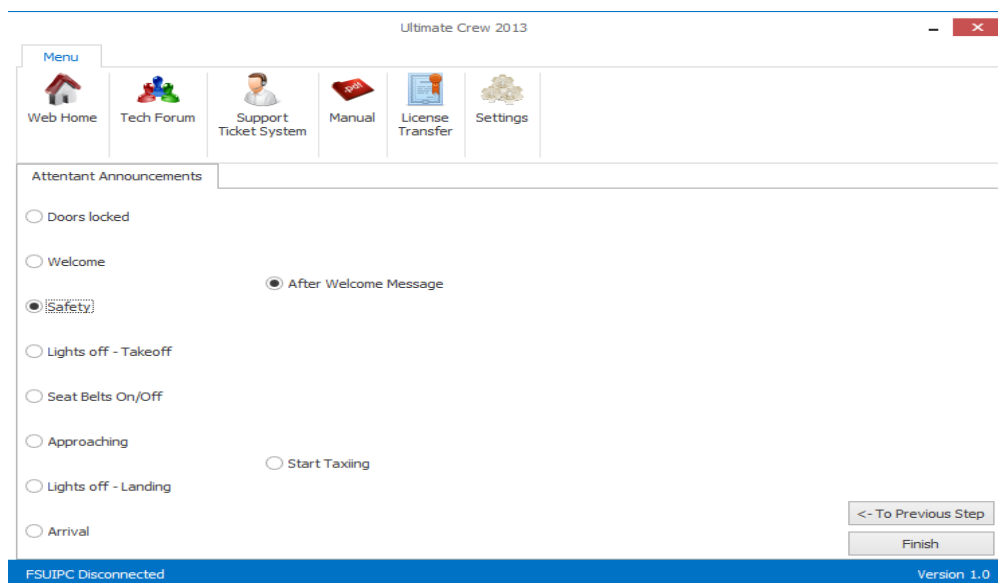 Ultimate Crew 2013
Menu
Web Home
Tech Forum
Support
Ticket System
.pdf
Manual
License
Transfer
Settings
Attentant Announcements
Doors locked
Welcome
After Welcome Message
Safety
Lights off - Takeoff
Seat Belts On/Off
Approaching
Start Taxiing
Lights off - Landing
<- To Previous Step
Arrival
Finish
FSUIPC Disconnected
Version 1.0